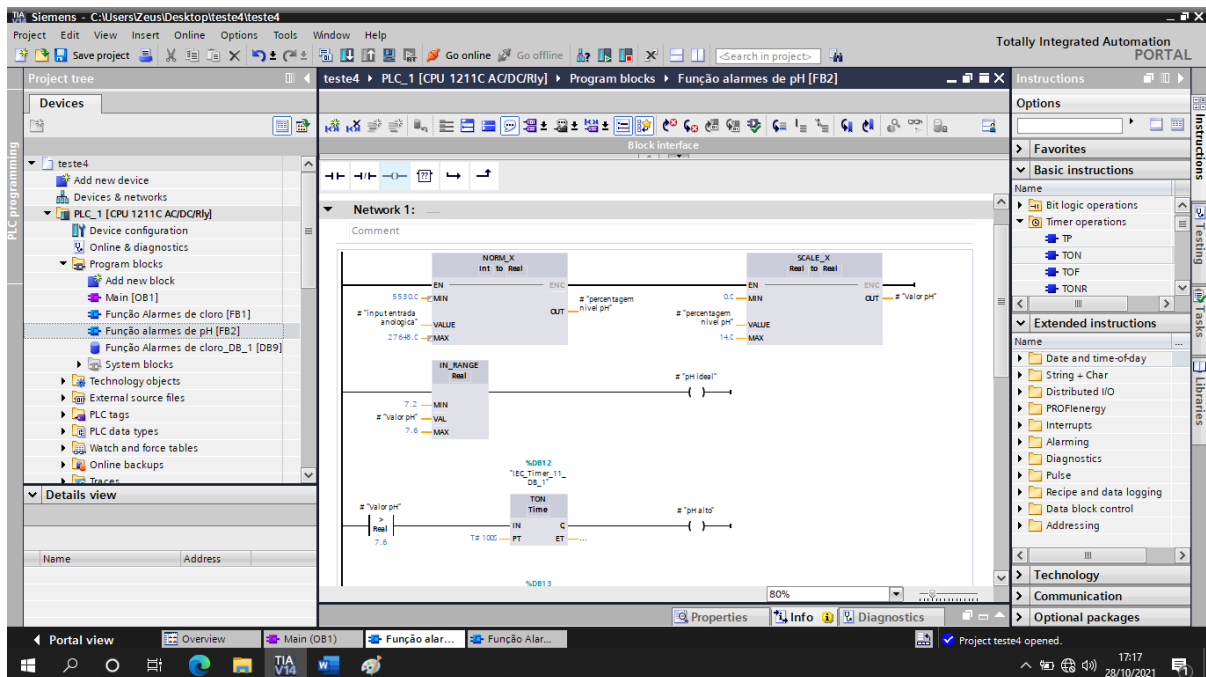 Siemens - C:\Users\Zeus\Desktop\teste4\teste4
Project Edit View Insert Online Options Tools Window Help
Totally Integrated Automation
PORTAL
Save project
Go online
Go offline
<Search in project>
Project tree
teste4 ▸ PLC_1 [CPU 1211C AC/DC/Rly] ▸ Program blocks ▸ Função alarmes de pH [FB2]
Instructions
Devices
Options
PLC programming
Block interface
teste4
Add new device
Devices & networks
PLC_1 [CPU 1211C AC/DC/Rly]
Device configuration
Online & diagnostics
Program blocks
Add new block
Main [OB1]
Função Alarmes de cloro [FB1]
Função alarmes de pH [FB2]
Função Alarmes de cloro_DB_1 [DB9]
System blocks
Technology objects
External source files
PLC tags
PLC data types
Watch and force tables
Online backups
Traces
Details view
Name Address
??
Network 1: .....
Comment
NORM_X
Int to Real
EN ENO
5530.0 MIN
#"input entrada
analogica" VALUE
27648.0 MAX
OUT
#"percentagem
nivel pH"
SCALE_X
Real to Real
EN ENO
0.0 MIN
#"percentagem
nivel pH" VALUE
14.0 MAX
OUT #"Valor pH"
IN_RANGE
Real
7.2 MIN
#"Valor pH" VAL
7.6 MAX
#"pH ideal"
%DB12
"IEC_Timer_11_
DB_1"
TON
Time
#"Valor pH"
>
Real
7.6
IN Q
T#100S PT ET ...
#"pH alto"
%DB13
80%
Properties
Info
Diagnostics
Favorites
Basic instructions
Name
Bit logic operations
Timer operations
TP
TON
TOF
TONR
Extended instructions
Name ...
Date and time-of-day
String + Char
Distributed I/O
PROFIenergy
Interrupts
Alarming
Diagnostics
Pulse
Recipe and data logging
Data block control
Addressing
Technology
Communication
Optional packages
Instructions
Testing
Tasks
Libraries
Portal view
Overview
Main (OB1)
Função alar...
Função Alar...
Project teste4 opened.
TIA
V14
17:17
28/10/2021
1